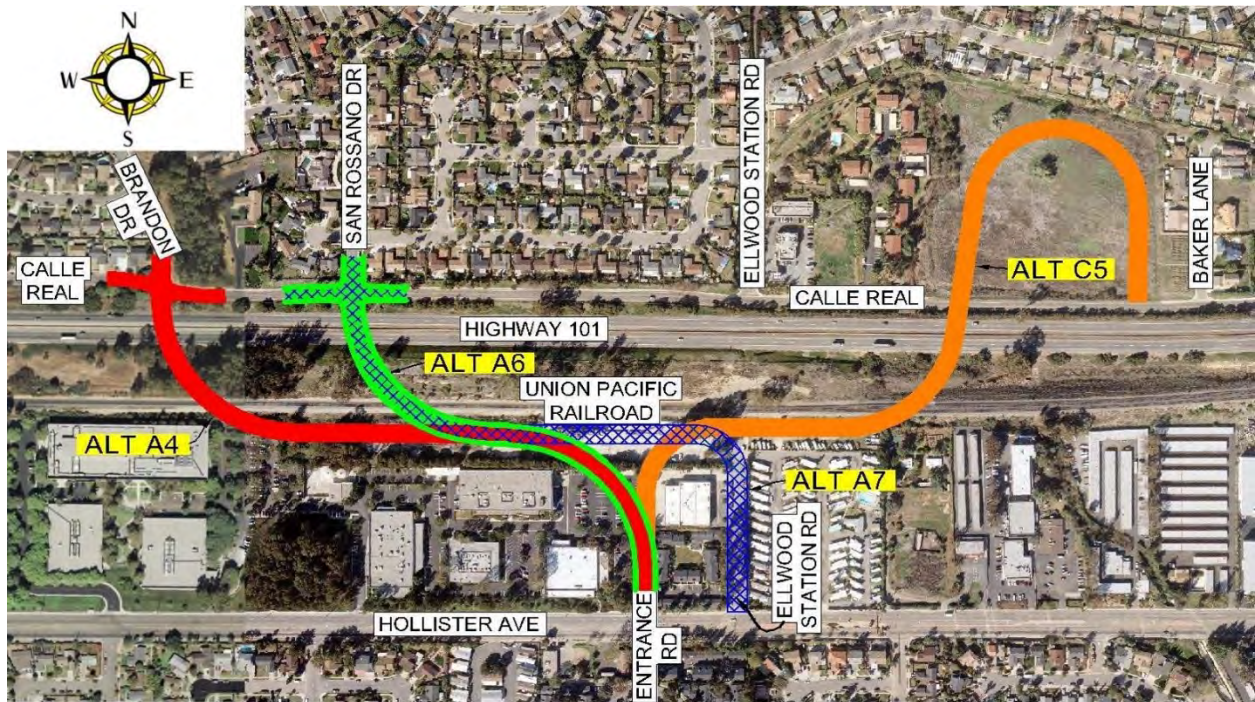 N
W
E
S
BRANDON
DR
SAN ROSSANO DR
ELLWOOD STATION RD
BAKER LANE
CALLE
REAL
ALT C5
CALLE REAL
HIGHWAY 101
ALT A6
UNION PACIFIC
RAILROAD
ALT A4
ALT A7
ELLWOOD
STATION RD
HOLLISTER AVE
ENTRANCE
RD